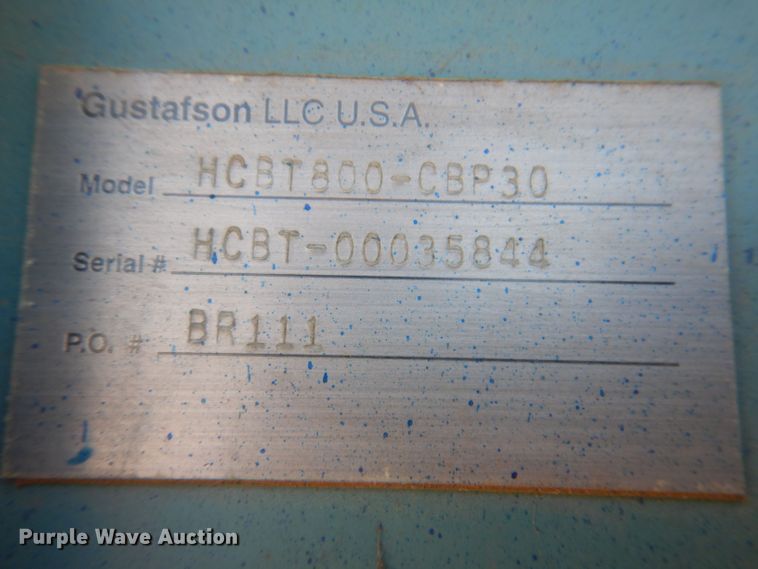 Gustafson LLC U.S.A.
Model HCBT800-CBP30
Serial # HCBT-00035844
P.O. # BR111
Purple Wave Auction